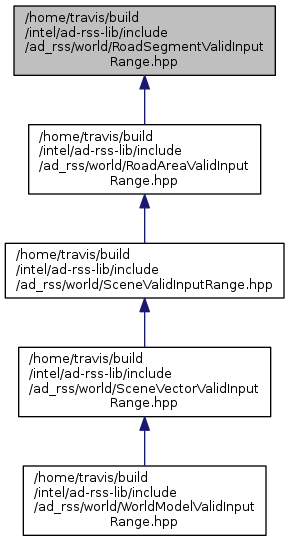 /home/travis/build
/intel/ad-rss-lib/include
/ad_rss/world/RoadSegmentValidInput
Range.hpp
/home/travis/build
/intel/ad-rss-lib/include
/ad_rss/world/RoadAreaValidInput
Range.hpp
/home/travis/build
/intel/ad-rss-lib/include
/ad_rss/world/SceneValidInputRange.hpp
/home/travis/build
/intel/ad-rss-lib/include
/ad_rss/world/SceneVectorValidInput
Range.hpp
/home/travis/build
/intel/ad-rss-lib/include
/ad_rss/world/WorldModelValidInput
Range.hpp